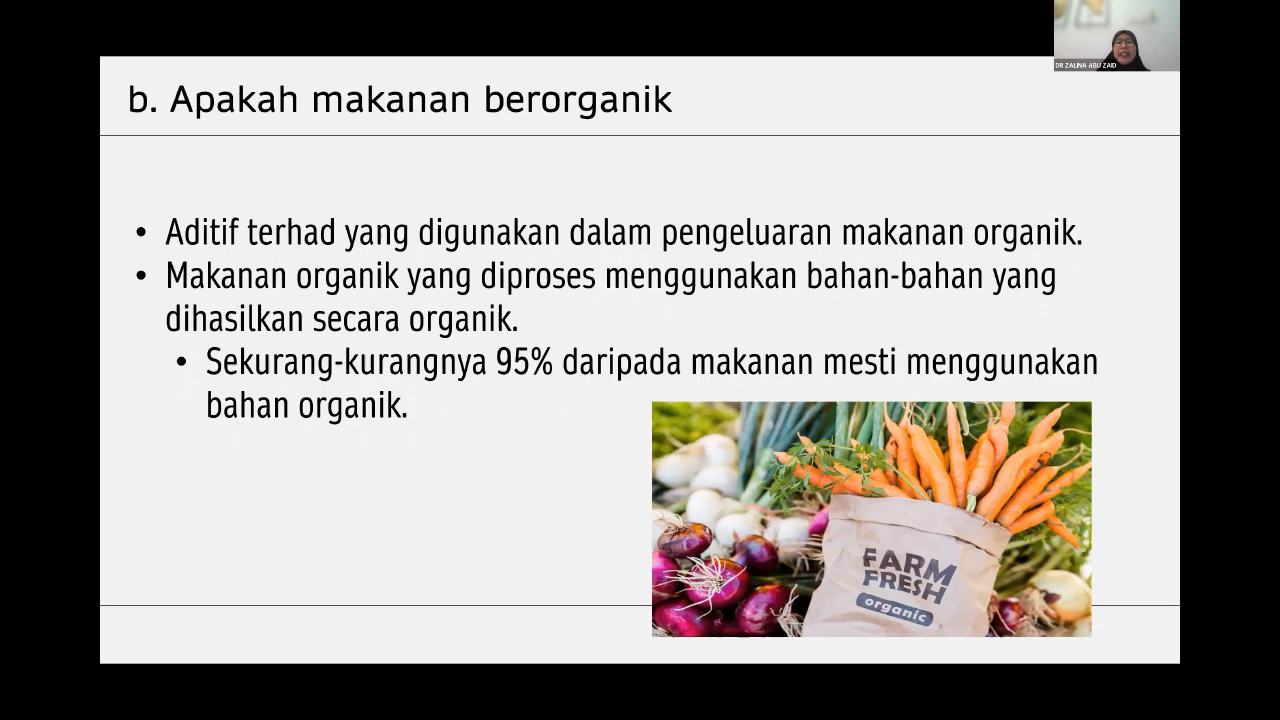 DR ZALINA ABU ZAID
b. Apakah makanan berorganik
• Aditif terhad yang digunakan dalam pengeluaran makanan organik.
• Makanan organik yang diproses menggunakan bahan-bahan yang
dihasilkan secara organik.
• Sekurang-kurangnya 95% daripada makanan mesti menggunakan
bahan organik.
FARM
FRESH
organic